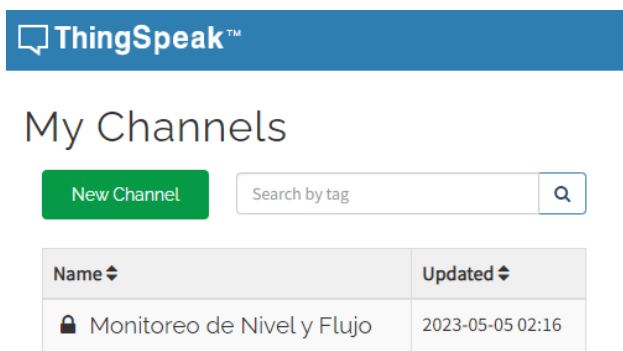 ThingSpeak™
My Channels
New Channel
Search by tag
Name Updated
Monitoreo de Nivel y Flujo 2023-05-05 02:16